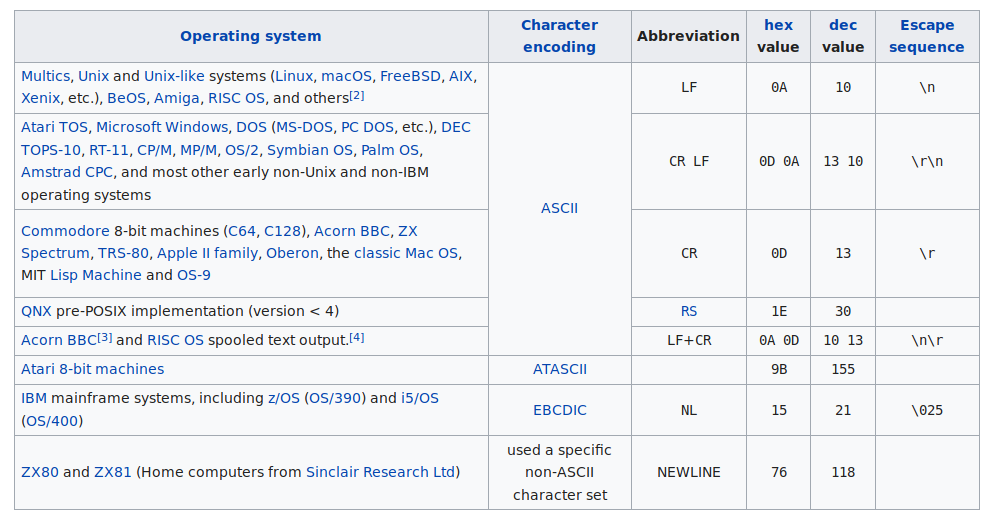 Operating system Character encoding Abbreviation hex value dec value Escape sequence
Multics, Unix and Unix-like systems (Linux, macOS, FreeBSD, AIX,
Xenix, etc.), BeOS, Amiga, RISC OS, and others[2]
LF 0A 10 \n
Atari TOS, Microsoft Windows, DOS (MS-DOS, PC DOS, etc.), DEC
TOPS-10, RT-11, CP/M, MP/M, OS/2, Symbian OS, Palm OS,
Amstrad CPC, and most other early non-Unix and non-IBM
operating systems
CR LF 0D 0A 13 10 \r\n
ASCII
Commodore 8-bit machines (C64, C128), Acorn BBC, ZX
Spectrum, TRS-80, Apple II family, Oberon, the classic Mac OS,
MIT Lisp Machine and OS-9
CR 0D 13 \r
QNX pre-POSIX implementation (version < 4) RS 1E 30
Acorn BBC[3] and RISC OS spooled text output.[4] LF+CR 0A 0D 10 13 \n\r
Atari 8-bit machines ATASCII 9B 155
IBM mainframe systems, including z/OS (OS/390) and i5/OS
(OS/400)
EBCDIC NL 15 21 \025
ZX80 and ZX81 (Home computers from Sinclair Research Ltd)
used a specific
non-ASCII
character set
NEWLINE 76 118